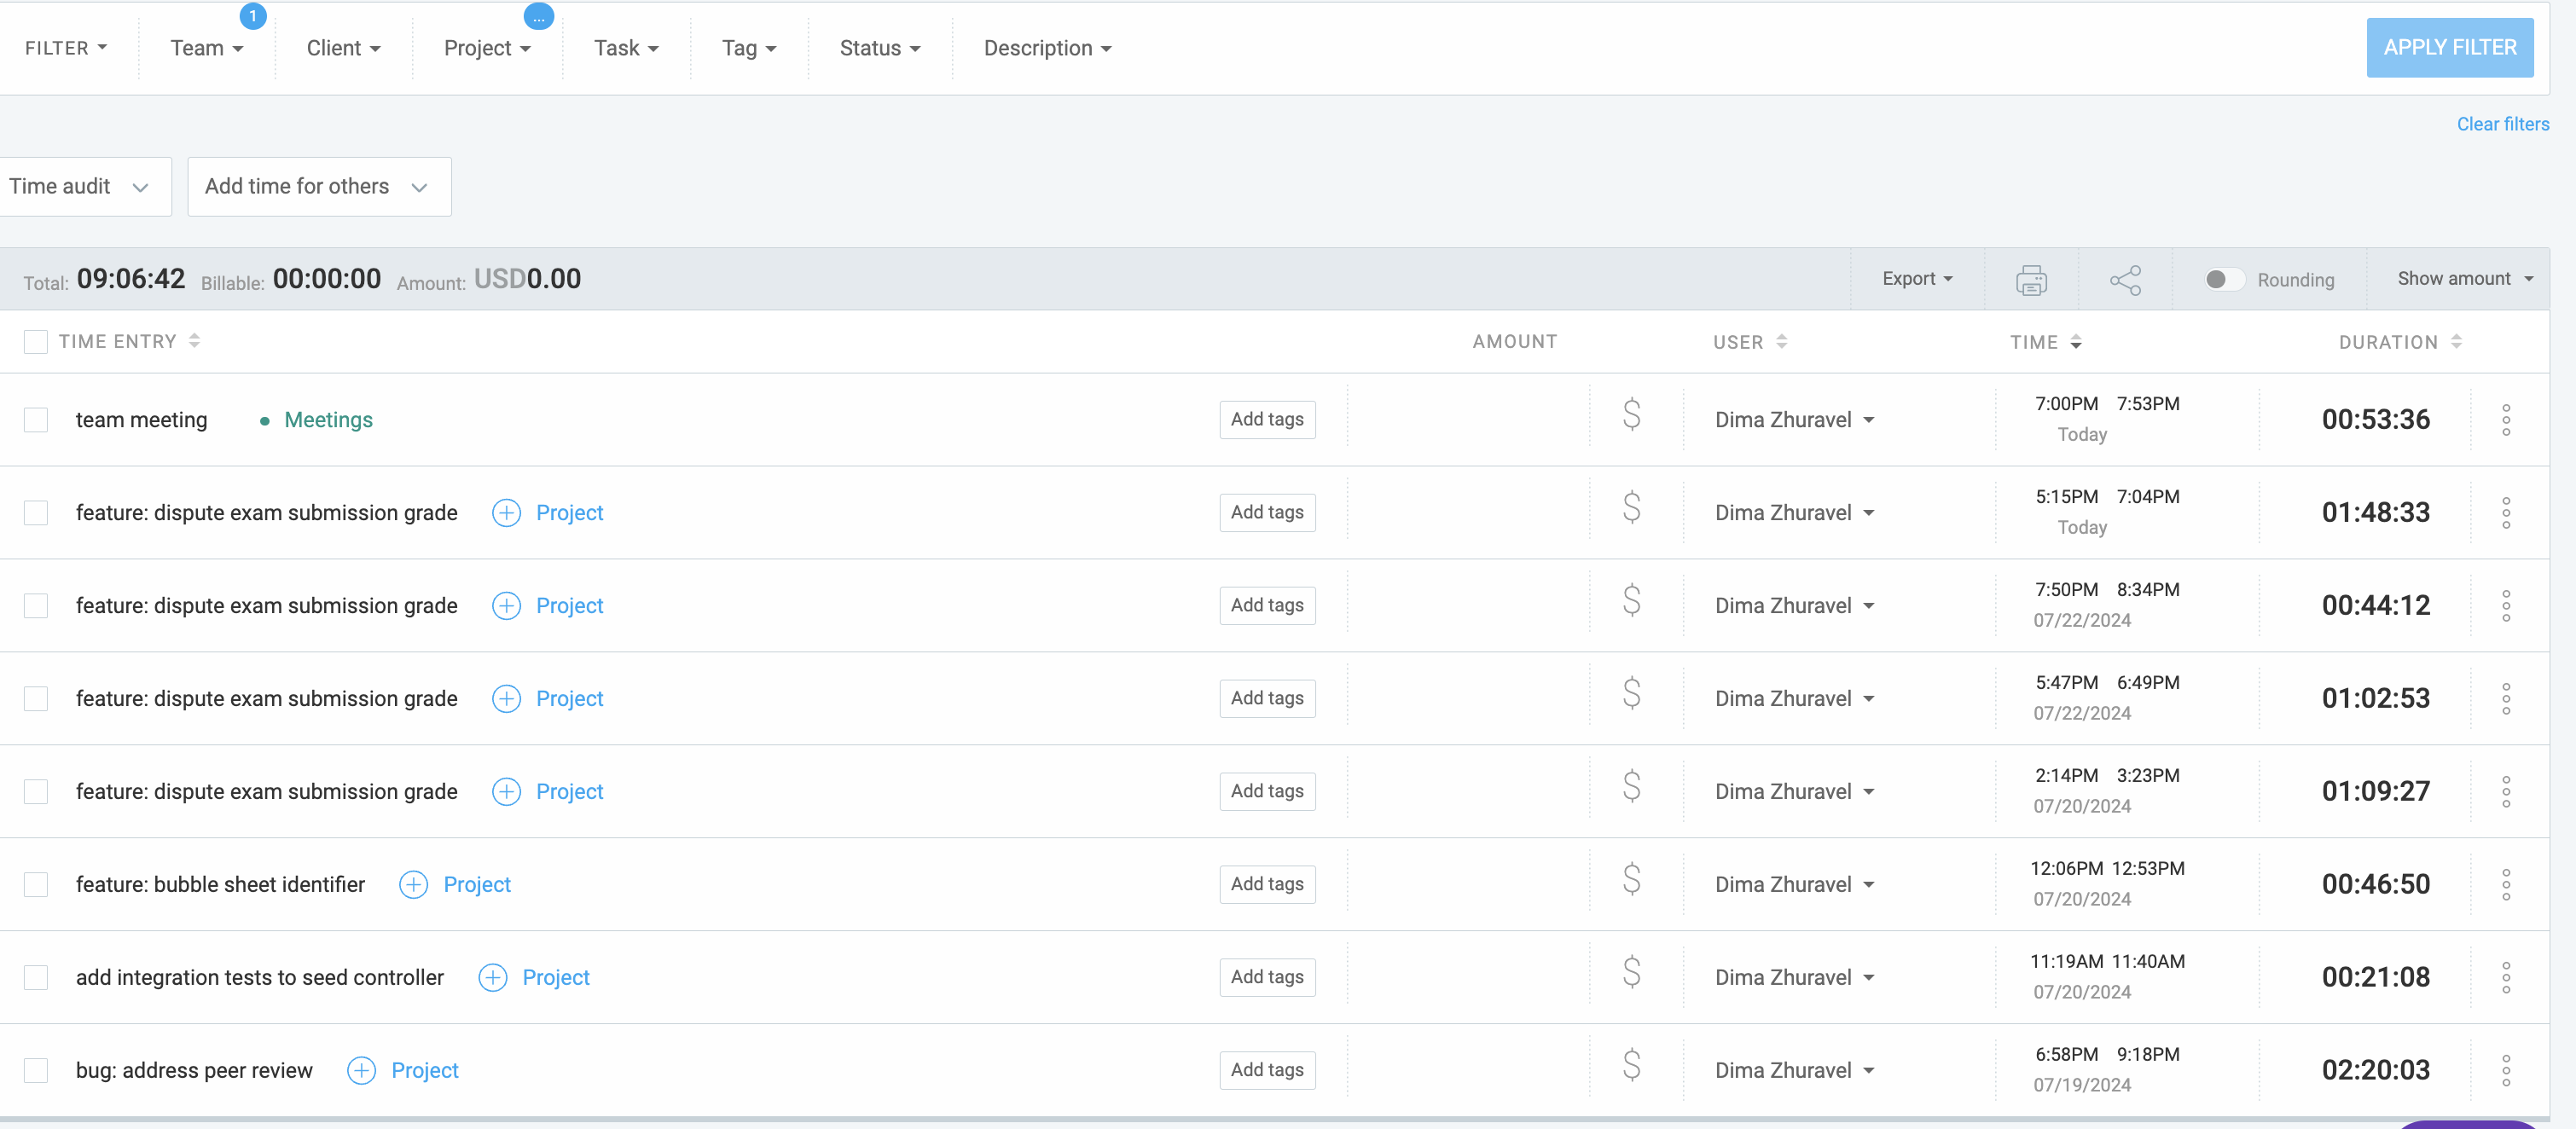 1 ...
FILTER Team Client Project Task Tag Status Description APPLY FILTER
Clear filters
Time audit Add time for others
Total: 09:06:42 Billable: 00:00:00 Amount: USD0.00 Export Rounding Show amount
TIME ENTRY AMOUNT USER TIME DURATION
team meeting Meetings Add tags $ Dima Zhuravel 7:00PM 7:53PM 00:53:36
Today
feature: dispute exam submission grade Project Add tags $ Dima Zhuravel 5:15PM 7:04PM 01:48:33
Today
feature: dispute exam submission grade Project Add tags $ Dima Zhuravel 7:50PM 8:34PM 00:44:12
07/22/2024
feature: dispute exam submission grade Project Add tags $ Dima Zhuravel 5:47PM 6:49PM 01:02:53
07/22/2024
feature: dispute exam submission grade Project Add tags $ Dima Zhuravel 2:14PM 3:23PM 01:09:27
07/20/2024
feature: bubble sheet identifier Project Add tags $ Dima Zhuravel 12:06PM 12:53PM 00:46:50
07/20/2024
add integration tests to seed controller Project Add tags $ Dima Zhuravel 11:19AM 11:40AM 00:21:08
07/20/2024
bug: address peer review Project Add tags $ Dima Zhuravel 6:58PM 9:18PM 02:20:03
07/19/2024